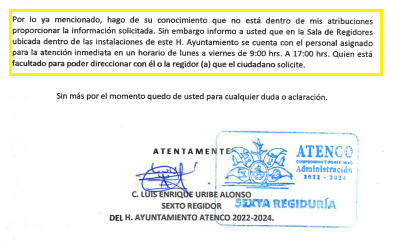 Por lo ya mencionado, hago de su conocimiento que no está dentro de mis atribuciones
proporcionar la información solicitada. Sin embargo informo a usted que en la Sala de Regidores
ubicada dentro de las instalaciones de este H. Ayuntamiento se cuenta con el personal asignado
para la atención inmediata en un horario de lunes a viernes de 9:00 hrs. A 17:00 hrs. Quien está
facultado para poder direccionar con él o la regidor (a) que el ciudadano solicite.
Sin más por el momento quedo de usted para cualquier duda o aclaración.
ATENTAMENTE
C. LUIS ENRIQUE URIBE ALONSO
SEXTO REGIDOR
DEL H. AYUNTAMIENTO ATENCO 2022-2024.
ATENCO
Administración
2022 - 2024
SEXTA REGIDURÍA